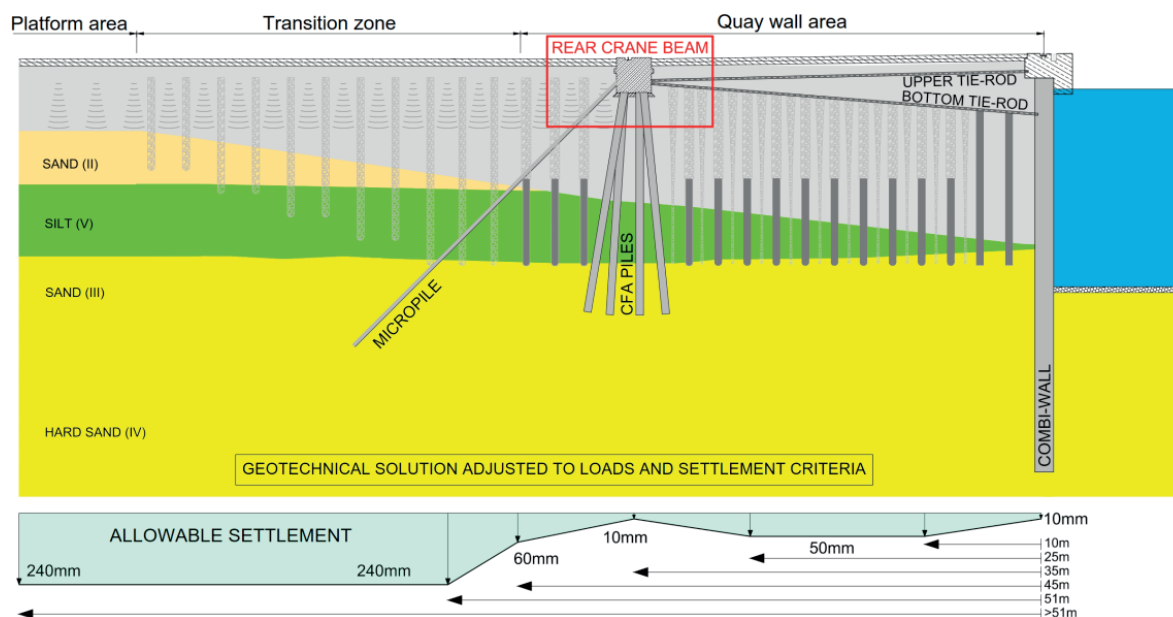 Platform area
Transition zone
Quay wall area
REAR CRANE BEAM
UPPER TIE-ROD
BOTTOM TIE-ROD
SAND (II)
SILT (V)
SAND (III)
MICROPILE
CFA PILES
COMBI-WALL
HARD SAND (IV)
GEOTECHNICAL SOLUTION ADJUSTED TO LOADS AND SETTLEMENT CRITERIA
ALLOWABLE SETTLEMENT
240mm
240mm
60mm
10mm
50mm
10mm
10m
25m
35m
45m
51m
>51m